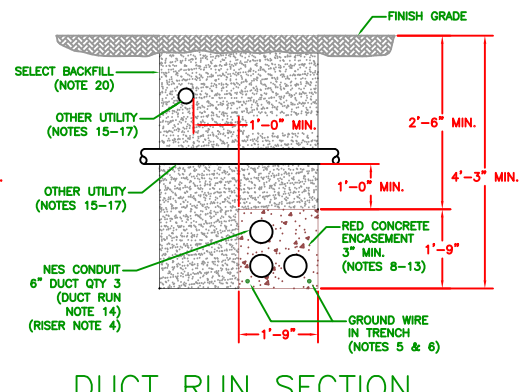 FINISH GRADE
SELECT BACKFILL
(NOTE 20)
OTHER UTILITY
(NOTES 15-17)
1'-0" MIN.
2'-6" MIN.
4'-3" MIN.
1'-0" MIN.
OTHER UTILITY
(NOTES 15-17)
RED CONCRETE
ENCASEMENT
3" MIN.
(NOTES 8-13)
1'-9"
NES CONDUIT
6" DUCT QTY 3
(DUCT RUN
NOTE 14)
(RISER NOTE 4)
1'-9"
GROUND WIRE
IN TRENCH
(NOTES 5 & 6)
DUCT RUN SECTION